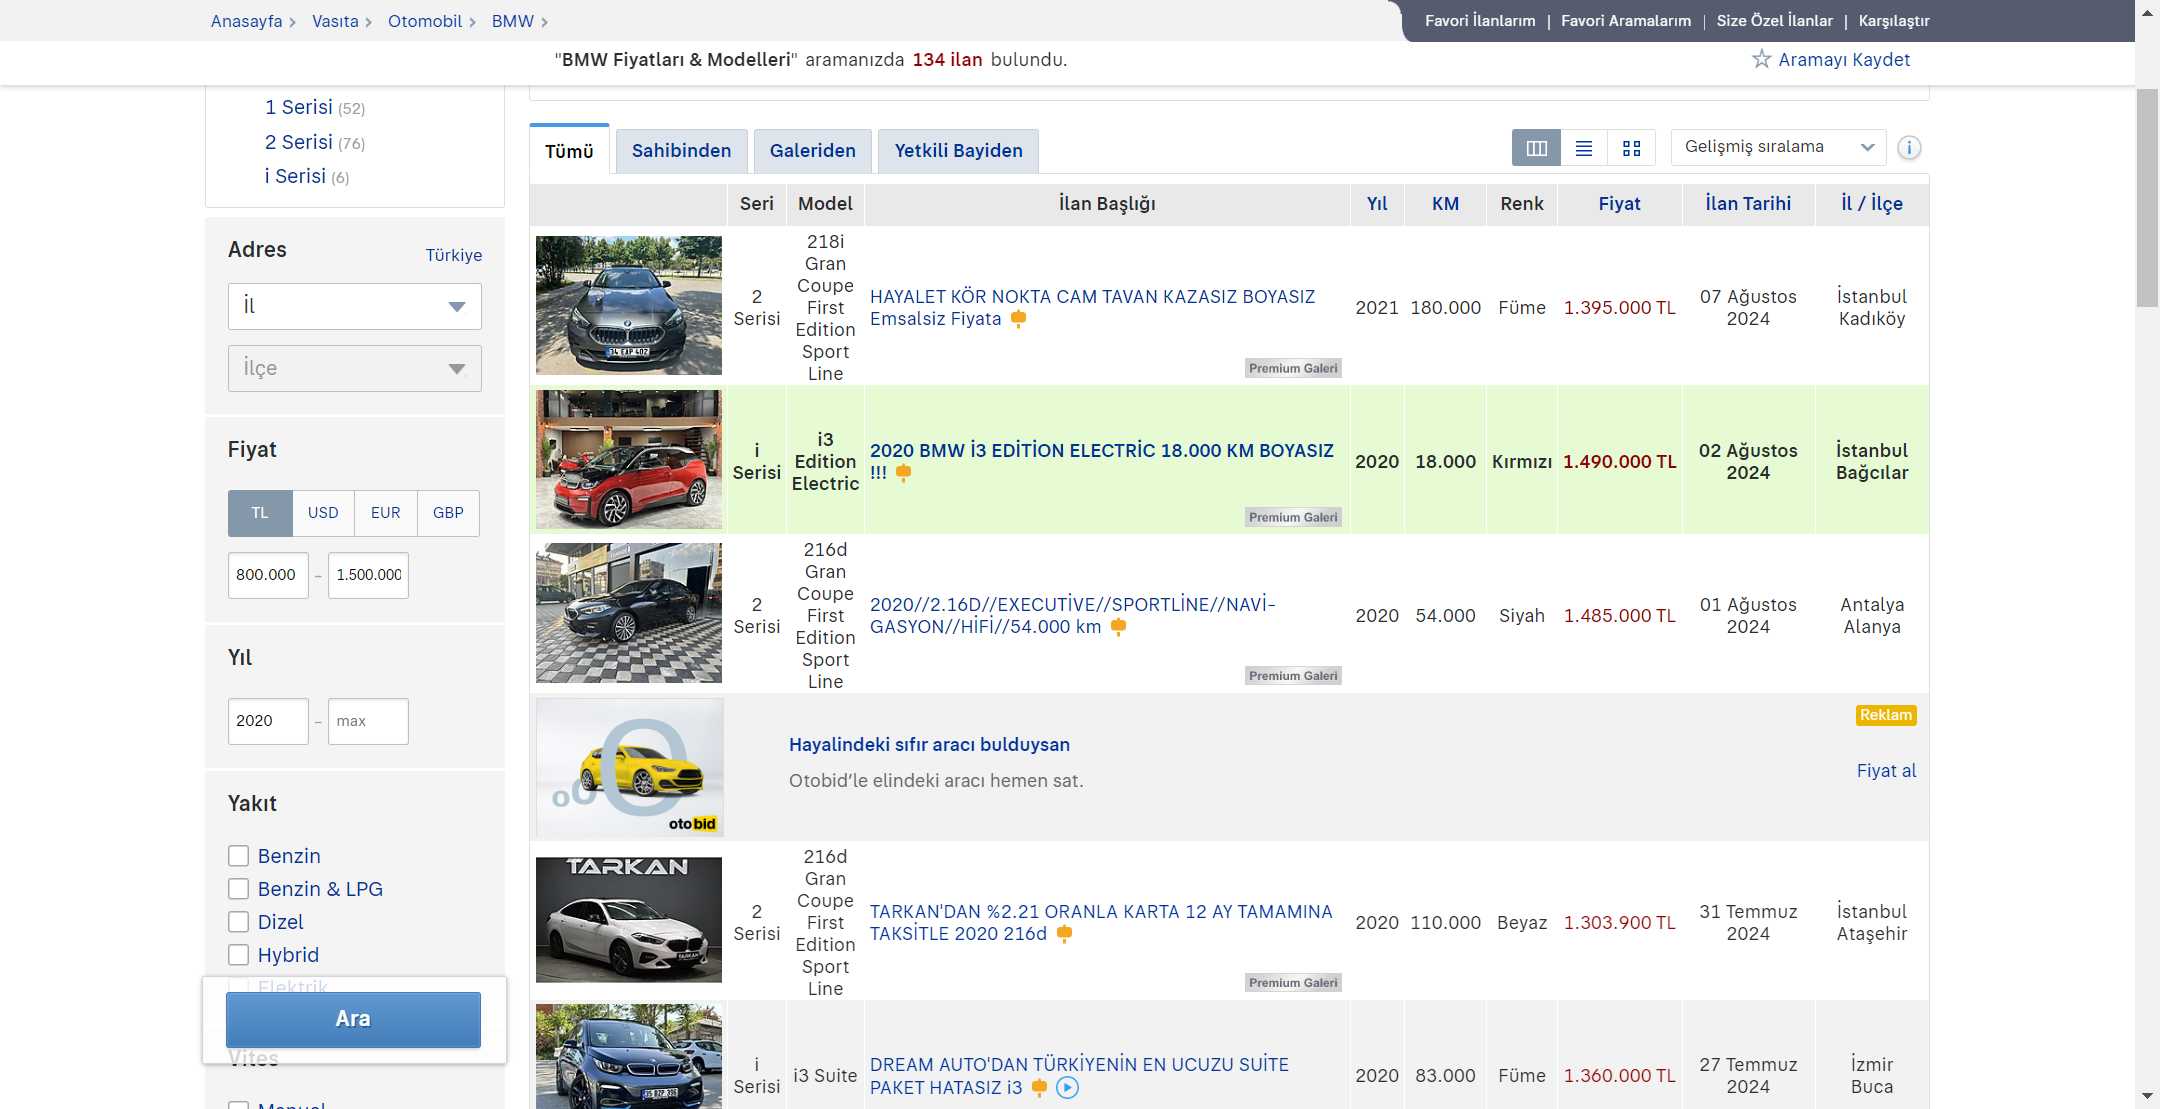 Anasayfa > Vasıta > Otomobil > BMW >
Favori İlanlarım | Favori Aramalarım | Size Özel İlanlar | Karşılaştır
"BMW Fiyatları & Modelleri" aramanızda 134 ilan bulundu.
Aramayı Kaydet
1 Serisi (52)
2 Serisi (76)
i Serisi (6)
Adres
Türkiye
İl
İlçe
Fiyat
TL USD EUR GBP
800.000 - 1.500.000
Yıl
2020 - max
Yakıt
Benzin
Benzin & LPG
Dizel
Hybrid
Elektrik
Ara
Vites
Manuel
Tümü Sahibinden Galeriden Yetkili Bayiden
Gelişmiş sıralama
Seri Model İlan Başlığı Yıl KM Renk Fiyat İlan Tarihi İl / İlçe
34 EAP 402
2
Serisi
218i
Gran
Coupe
First
Edition
Sport
Line
HAYALET KÖR NOKTA CAM TAVAN KAZASIZ BOYASIZ
Emsalsiz Fiyata
Premium Galeri
2021 180.000 Füme 1.395.000 TL
07 Ağustos
2024
İstanbul
Kadıköy
i
Serisi
i3
Edition
Electric
2020 BMW İ3 EDİTİON ELECTRİC 18.000 KM BOYASIZ
!!!
Premium Galeri
2020 18.000 Kırmızı 1.490.000 TL
02 Ağustos
2024
İstanbul
Bağcılar
2
Serisi
216d
Gran
Coupe
First
Edition
Sport
Line
2020//2.16D//EXECUTİVE//SPORTLİNE//NAVİ-
GASYON//HİFİ//54.000 km
Premium Galeri
2020 54.000 Siyah 1.485.000 TL
01 Ağustos
2024
Antalya
Alanya
otobid
Hayalindeki sıfır aracı bulduysan
Otobid’le elindeki aracı hemen sat.
Reklam
Fiyat al
TARKAN
TARKAN
2
Serisi
216d
Gran
Coupe
First
Edition
Sport
Line
TARKAN'DAN %2.21 ORANLA KARTA 12 AY TAMAMINA
TAKSİTLE 2020 216d
Premium Galeri
2020 110.000 Beyaz 1.303.900 TL
31 Temmuz
2024
İstanbul
Ataşehir
i
Serisi
i3 Suite
DREAM AUTO'DAN TÜRKİYENİN EN UCUZU SUİTE
PAKET HATASIZ i3
2020 83.000 Füme 1.360.000 TL
27 Temmuz
2024
İzmir
Buca